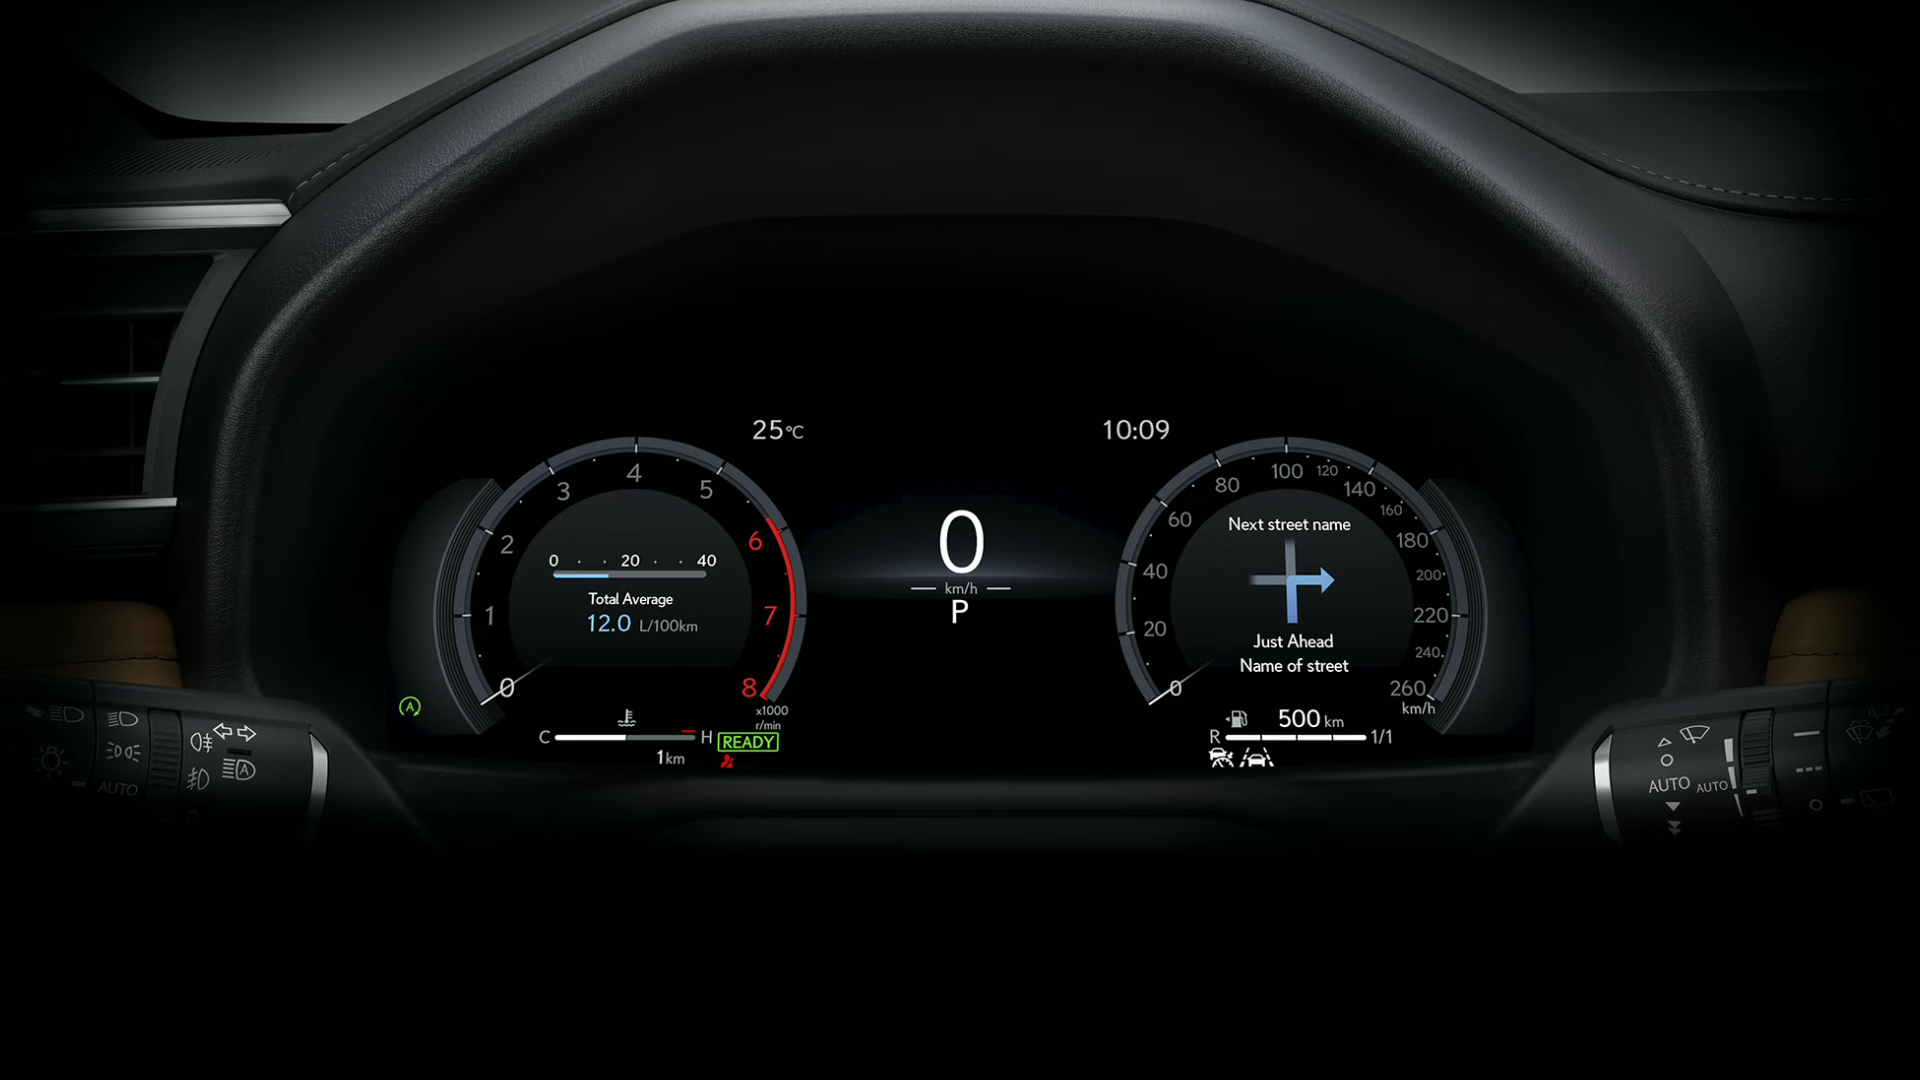 25°C
10:09
0
1
2
3
4
5
6
7
8
x1000
r/min
0 20 40
Total Average
12.0 L/100km
C H
READY
1km
0
km/h
P
0
20
40
60
80
100
120
140
160
180
200
220
240
260
km/h
Next street name
Just Ahead
Name of street
500 km
R 1/1
A
A
AUTO
AUTO AUTO